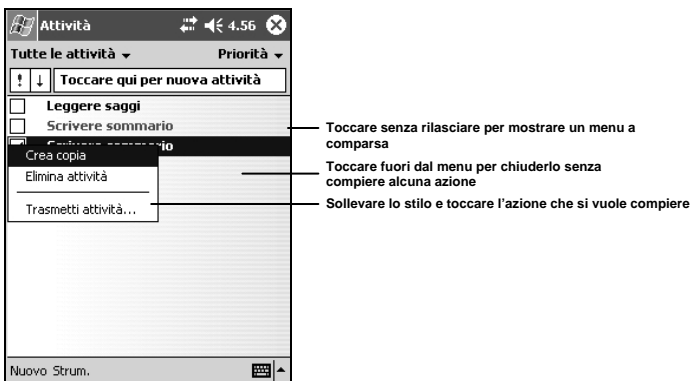 Attività 4.56
Tutte le attività Priorità
! ↓ Toccare qui per nuova attività
Leggere saggi
Scrivere sommario
Scrivere sommario
Crea copia
Elimina attività
Trasmetti attività...
Nuovo Strum.
Toccare senza rilasciare per mostrare un menu a
comparsa
Toccare fuori dal menu per chiuderlo senza
compiere alcuna azione
Sollevare lo stilo e toccare l'azione che si vuole compiere